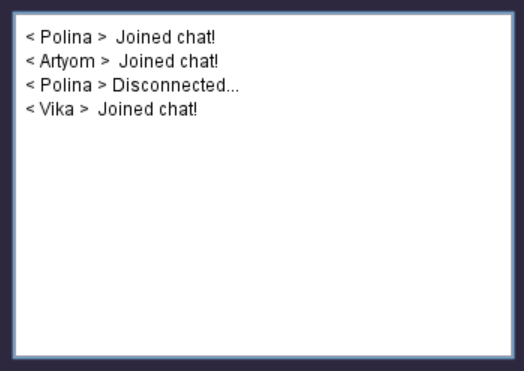 < Polina >  Joined chat!
< Artyom >  Joined chat!
< Polina > Disconnected...
< Vika >  Joined chat!